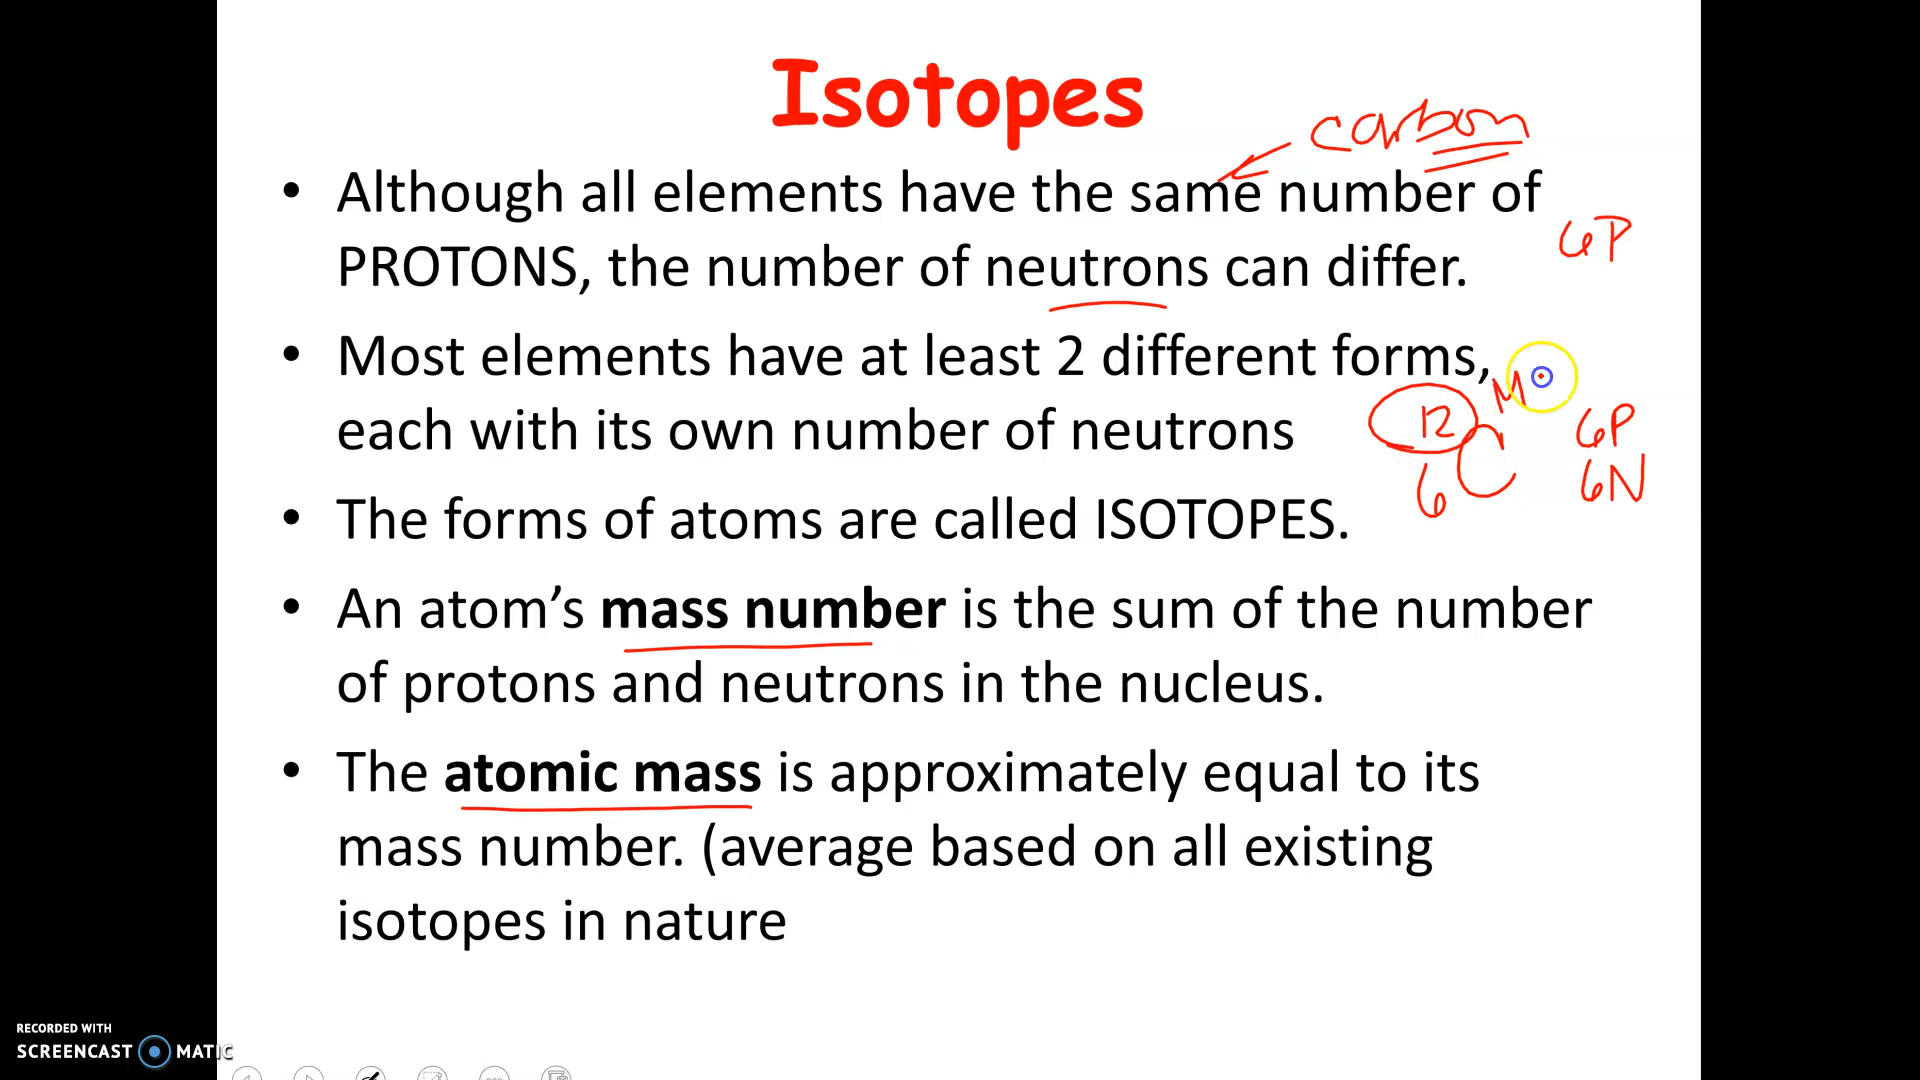 Isotopes
carbon
• Although all elements have the same number of
PROTONS, the number of neutrons can differ.
6P
• Most elements have at least 2 different forms,
M
each with its own number of neutrons
12
C
6
6P
6N
• The forms of atoms are called ISOTOPES.
• An atom’s mass number is the sum of the number
of protons and neutrons in the nucleus.
• The atomic mass is approximately equal to its
mass number. (average based on all existing
isotopes in nature
RECORDED WITH
SCREENCAST MATIC